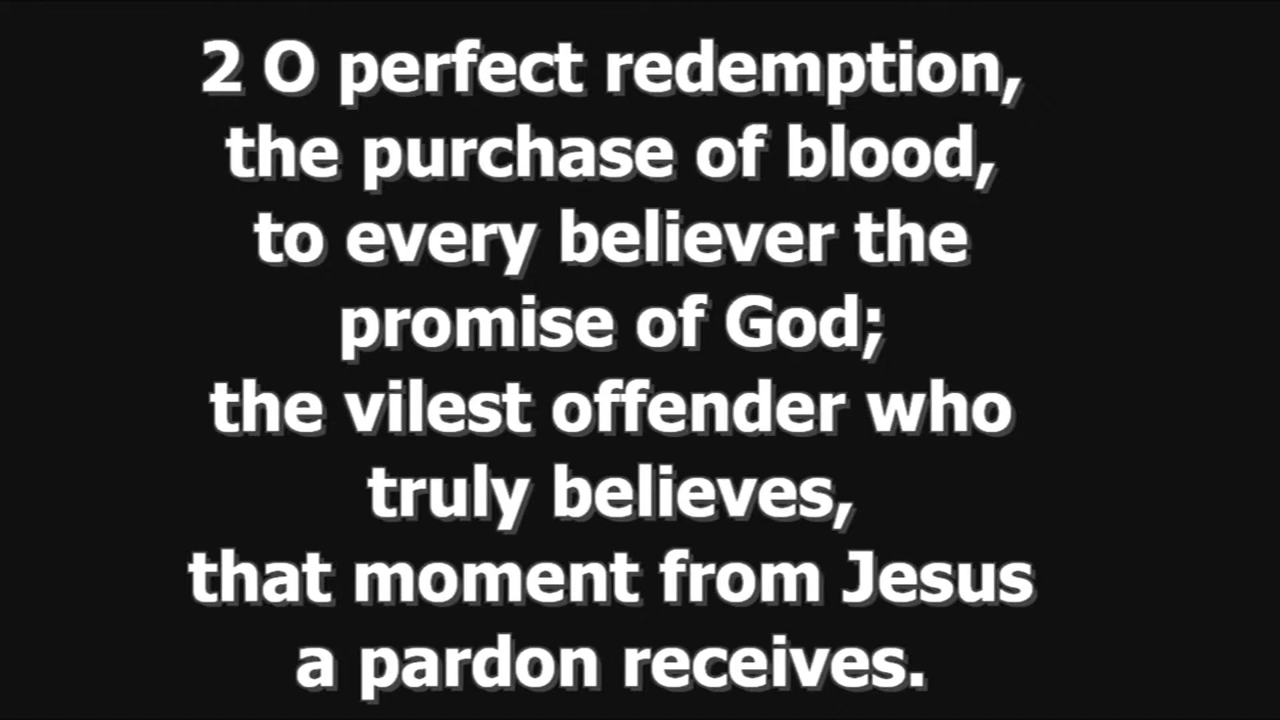 2 O perfect redemption,
the purchase of blood,
to every believer the
promise of God;
the vilest offender who
truly believes,
that moment from Jesus
a pardon receives.